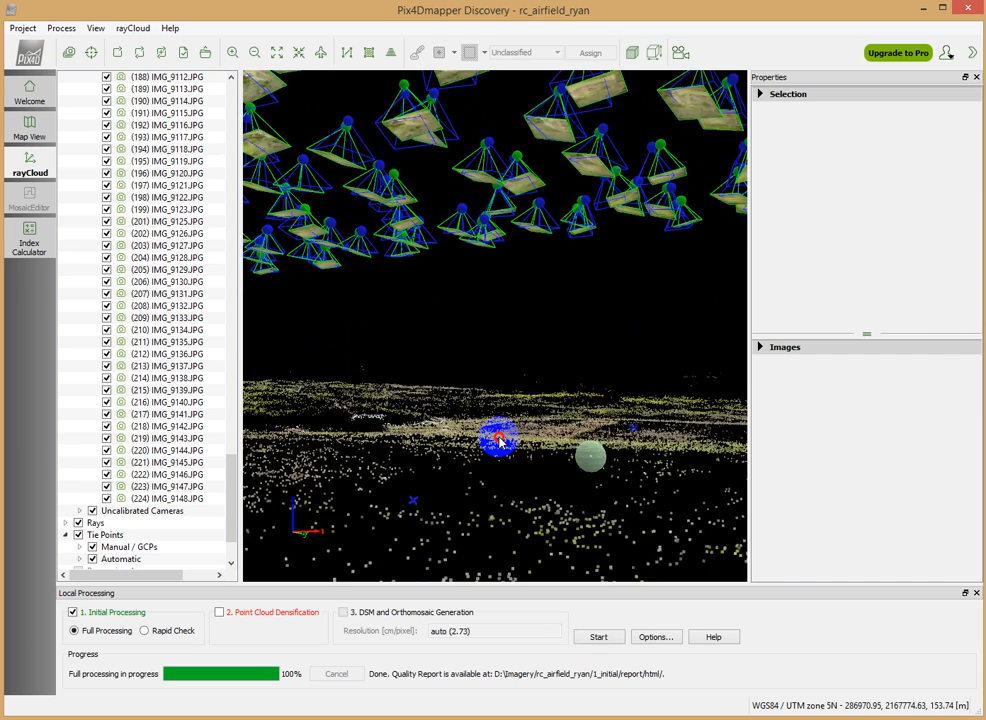 Pix4Dmapper Discovery - rc_airfield_ryan
Project Process View rayCloud Help
PIX4D
Unclassified
Assign
Upgrade to Pro
Welcome
Map View
rayCloud
MosaicEditor
Index
Calculator
(188) IMG_9112.JPG
(189) IMG_9113.JPG
(190) IMG_9114.JPG
(191) IMG_9115.JPG
(192) IMG_9116.JPG
(193) IMG_9117.JPG
(194) IMG_9118.JPG
(195) IMG_9119.JPG
(196) IMG_9120.JPG
(197) IMG_9121.JPG
(198) IMG_9122.JPG
(199) IMG_9123.JPG
(201) IMG_9125.JPG
(202) IMG_9126.JPG
(203) IMG_9127.JPG
(204) IMG_9128.JPG
(205) IMG_9129.JPG
(206) IMG_9130.JPG
(207) IMG_9131.JPG
(208) IMG_9132.JPG
(209) IMG_9133.JPG
(210) IMG_9134.JPG
(211) IMG_9135.JPG
(212) IMG_9136.JPG
(213) IMG_9137.JPG
(214) IMG_9138.JPG
(215) IMG_9139.JPG
(216) IMG_9140.JPG
(217) IMG_9141.JPG
(218) IMG_9142.JPG
(219) IMG_9143.JPG
(220) IMG_9144.JPG
(221) IMG_9145.JPG
(222) IMG_9146.JPG
(223) IMG_9147.JPG
(224) IMG_9148.JPG
Uncalibrated Cameras
Rays
Tie Points
Manual / GCPs
Automatic
Properties
Selection
Images
Local Processing
1. Initial Processing
2. Point Cloud Densification
3. DSM and Orthomosaic Generation
Full Processing
Rapid Check
Resolution [cm/pixel]:
auto (2.73)
Start
Options...
Help
Progress
Full processing in progress
100%
Cancel
Done. Quality Report is available at: D:\Imagery/rc_airfield_ryan/1_initial/report/html/.
WGS84 / UTM zone 5N - 286970.95, 2167774.63, 153.74 [m]